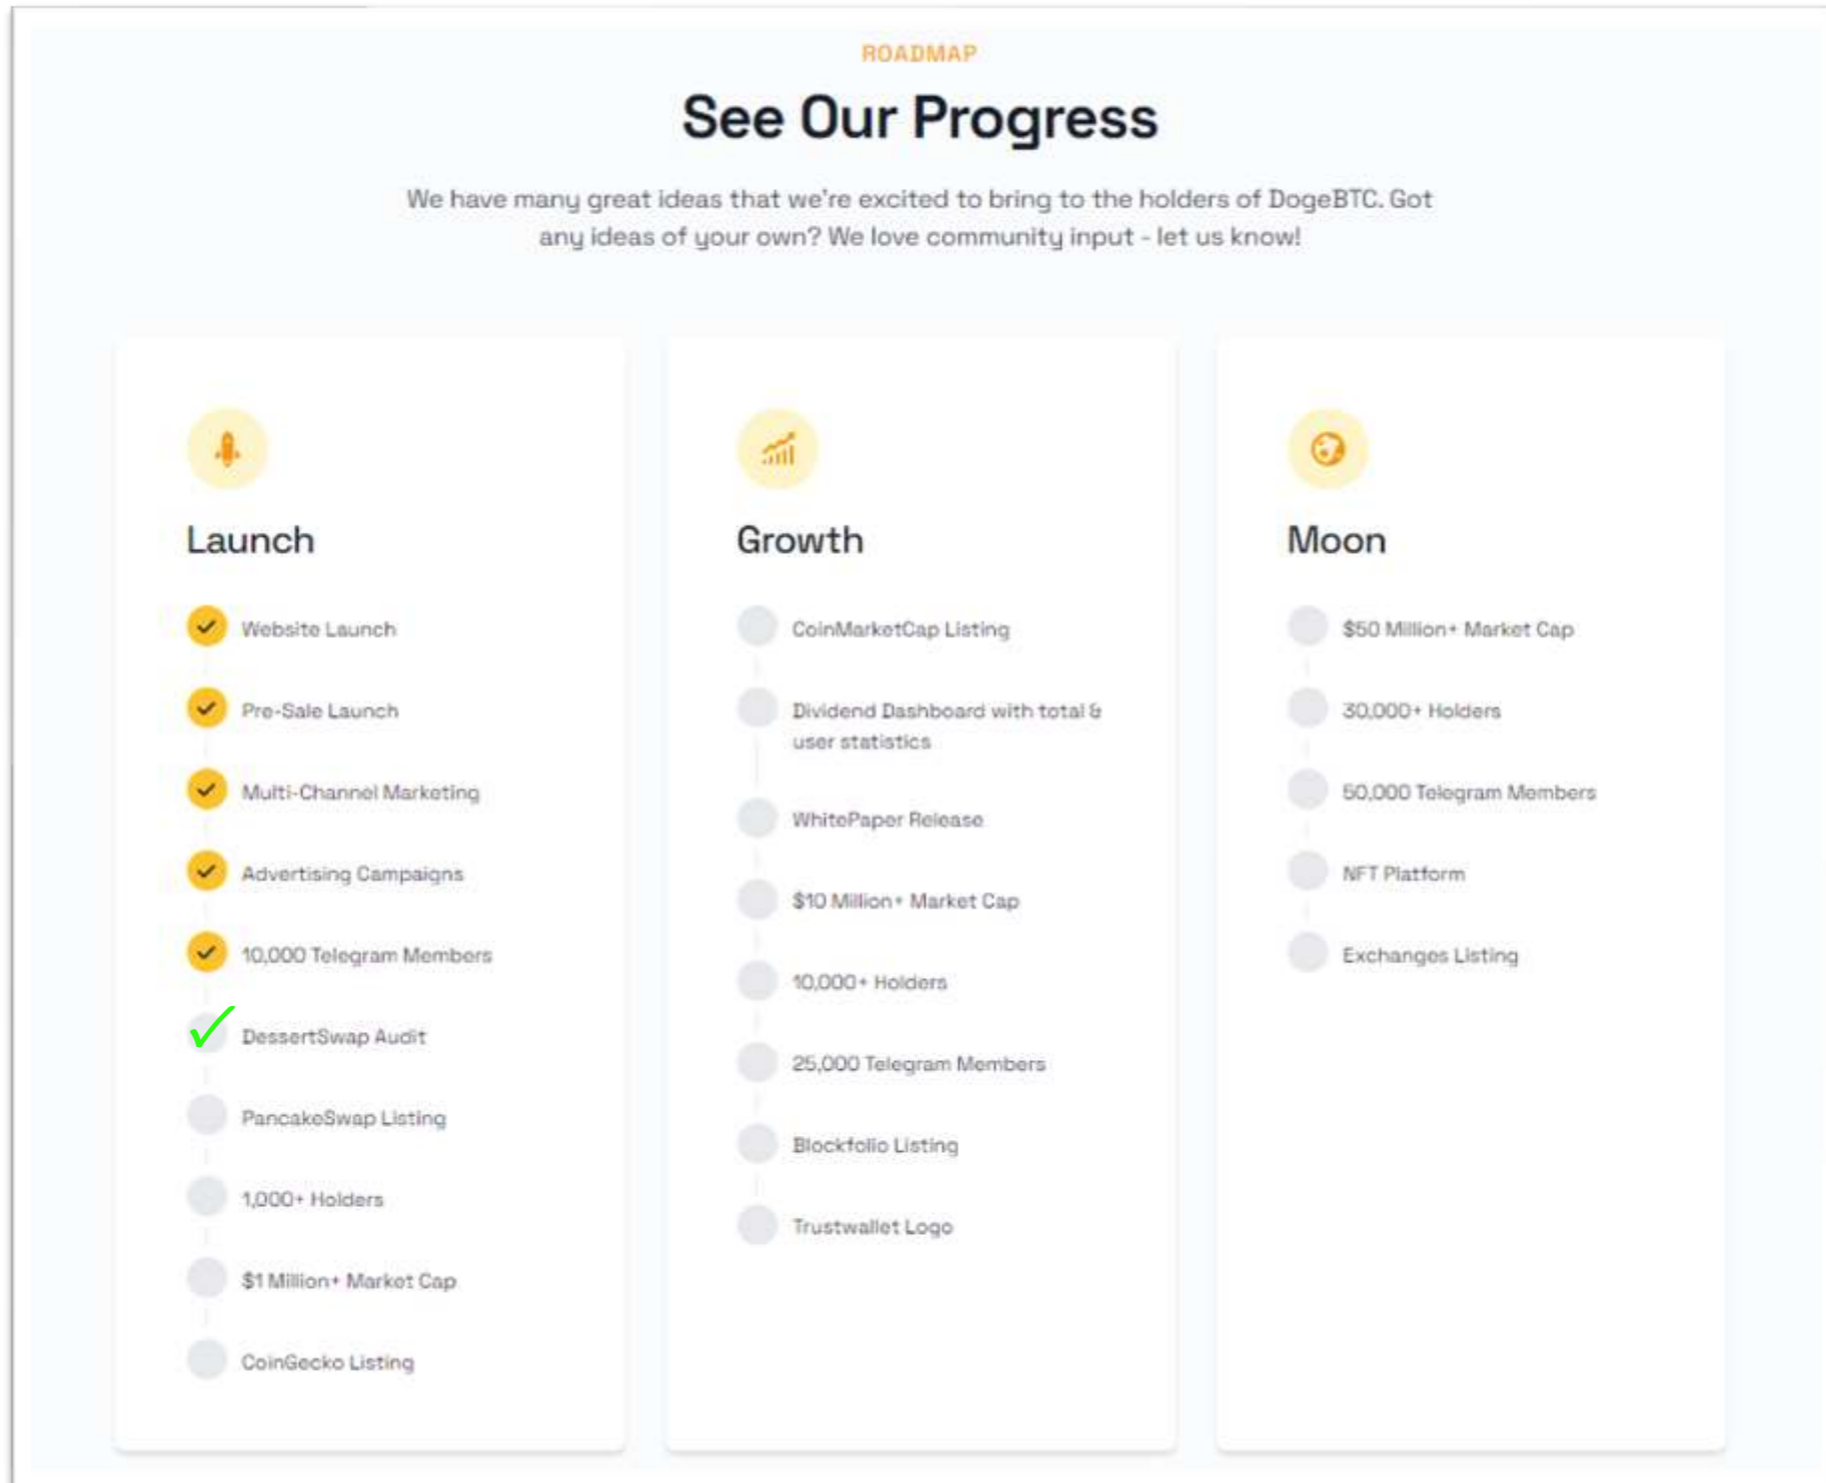 ROADMAP
See Our Progress
We have many great ideas that we're excited to bring to the holders of DogeBTC. Got
any ideas of your own? We love community input - let us know!
Launch
Website Launch
Pre-Sale Launch
Multi-Channel Marketing
Advertising Campaigns
10,000 Telegram Members
DessertSwap Audit
PancakeSwap Listing
1,000+ Holders
$1 Million+ Market Cap
CoinGecko Listing
Growth
CoinMarketCap Listing
Dividend Dashboard with total &
user statistics
WhitePaper Release
$10 Million+ Market Cap
10,000+ Holders
25,000 Telegram Members
Blockfolio Listing
Trustwallet Logo
Moon
$50 Million+ Market Cap
30,000+ Holders
50,000 Telegram Members
NFT Platform
Exchanges Listing